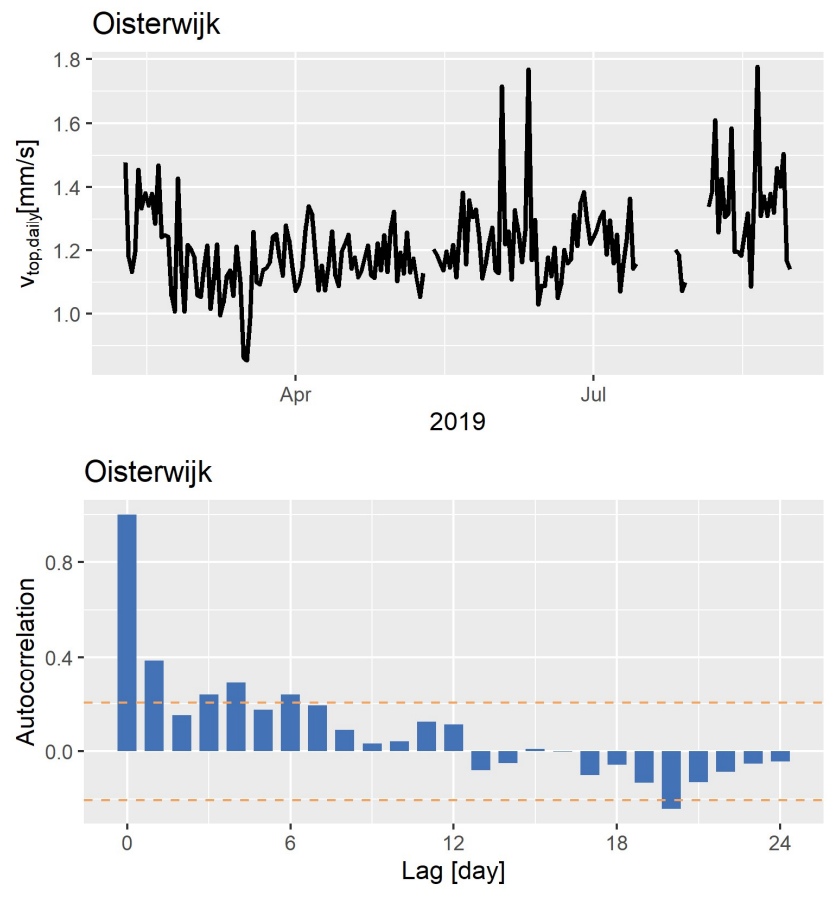 Oisterwijk
1.8
1.6
1.4
1.2
1.0
v_top,daily[mm/s]
Apr Jul
2019
Oisterwijk
0.8
0.4
0.0
Autocorrelation
0 6 12 18 24
Lag [day]